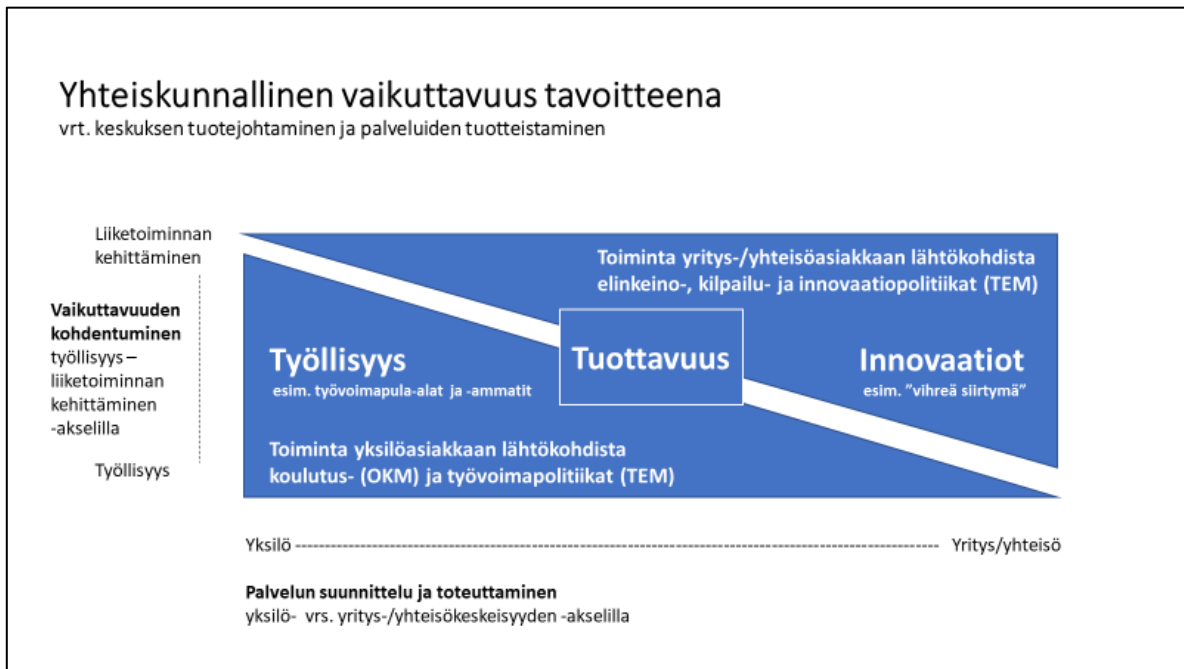 Yhteiskunnallinen vaikuttavuus tavoitteena
vrt. keskuksen tuotejohtaminen ja palveluiden tuotteistaminen
Liiketoiminnan
kehittäminen
Vaikuttavuuden
kohdentuminen
työllisyys –
liiketoiminnan
kehittäminen
-akselilla
Työllisyys
Toiminta yritys-/yhteisöasiakkaan lähtökohdista
elinkeino-, kilpailu- ja innovaatiopolitiikat (TEM)
Työllisyys
esim. työvoimapula-alat ja -ammatit
Tuottavuus
Innovaatiot
esim. ”vihreä siirtymä”
Toiminta yksilöasiakkaan lähtökohdista
koulutus- (OKM) ja työvoimapolitiikat (TEM)
Yksilö
Yritys/yhteisö
Palvelun suunnittelu ja toteuttaminen
yksilö- vrs. yritys-/yhteisökeskeisyyden -akselilla